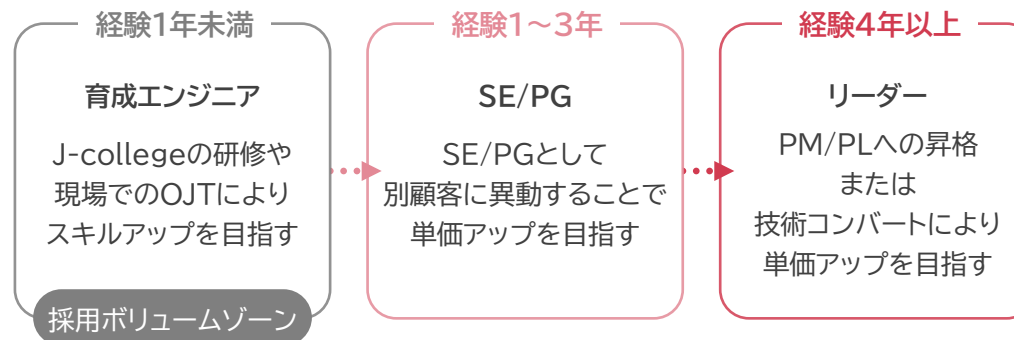 経験1年未満
育成エンジニア
J-collegeの研修や
現場でのOJTにより
スキルアップを目指す
採用ボリュームゾーン
経験1～3年
SE/PG
SE/PGとして
別顧客に異動することで
単価アップを目指す
経験4年以上
リーダー
PM/PLへの昇格
または
技術コンバートにより
単価アップを目指す